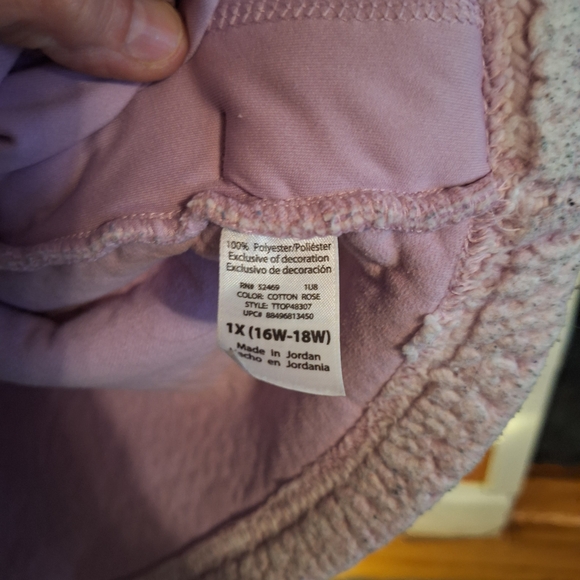 100% Polyester/Poliéster
Exclusive of decoration
Exclusivo de decoración
RN# 52469 1U8
COLOR: COTTON ROSE
STYLE: TTOP48307
UPC# 88496813450
1X (16W-18W)
Made in Jordan
Hecho en Jordania